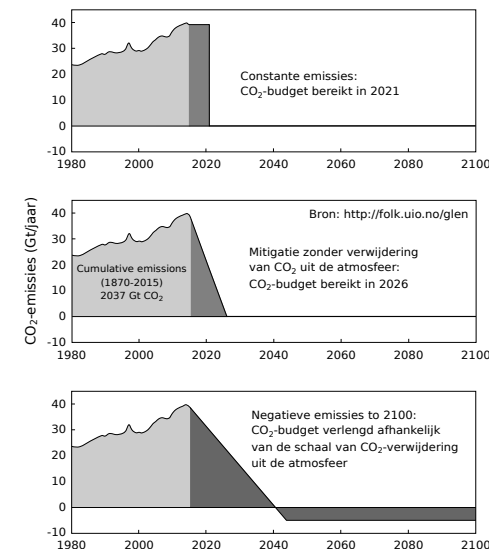 40
30
20
10
0
-10
1980 2000 2020 2040 2060 2080 2100
Constante emissies:
CO₂-budget bereikt in 2021
CO₂-emissies (Gt/jaar)
40
30
20
10
0
-10
1980 2000 2020 2040 2060 2080 2100
Bron: http://folk.uio.no/glen
Mitigatie zonder verwijdering
van CO₂ uit de atmosfeer:
CO₂-budget bereikt in 2026
Cumulative emissions
(1870-2015)
2037 Gt CO₂
40
30
20
10
0
-10
1980 2000 2020 2040 2060 2080 2100
Negatieve emissies to 2100:
CO₂-budget verlengd afhankelijk
van de schaal van CO₂-verwijdering
uit de atmosfeer